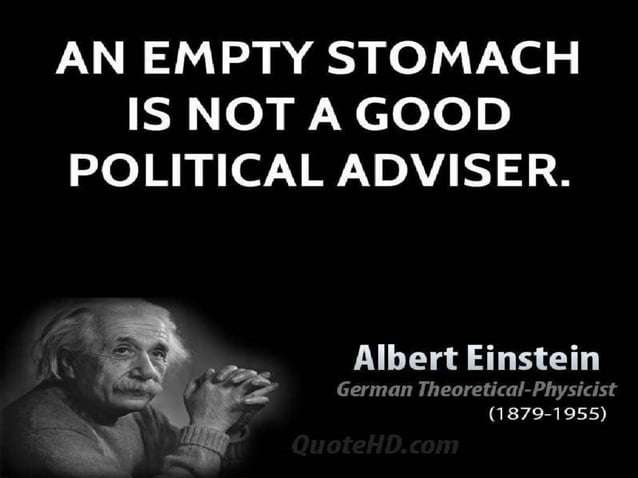 AN EMPTY STOMACH
IS NOT A GOOD
POLITICAL ADVISER.
Albert Einstein
German Theoretical-Physicist
(1879-1955)
QuoteHD.com